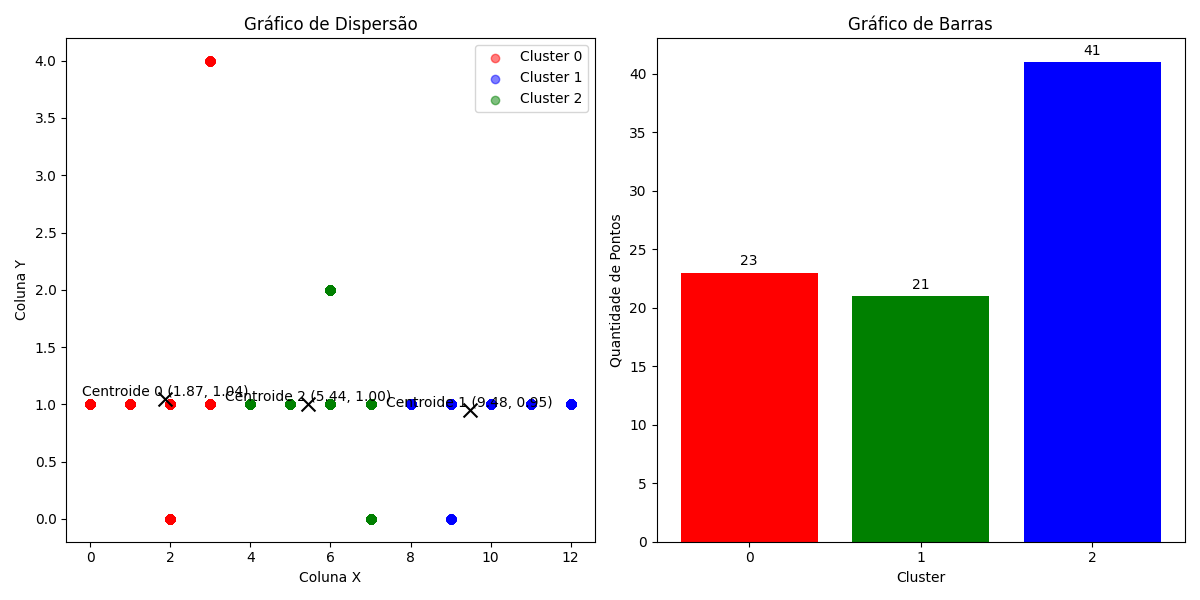 Gráfico de Dispersão
Coluna Y
4.0
3.5
3.0
2.5
2.0
1.5
1.0
0.5
0.0
Cluster 0
Cluster 1
Cluster 2
Centroide 0 (1.87, 1.04)
Centroide 2 (5.44, 1.00)
Centroide 1 (9.48, 0.95)
0 2 4 6 8 10 12
Coluna X
Gráfico de Barras
Quantidade de Pontos
40
35
30
25
20
15
10
5
0
23
21
41
0 1 2
Cluster